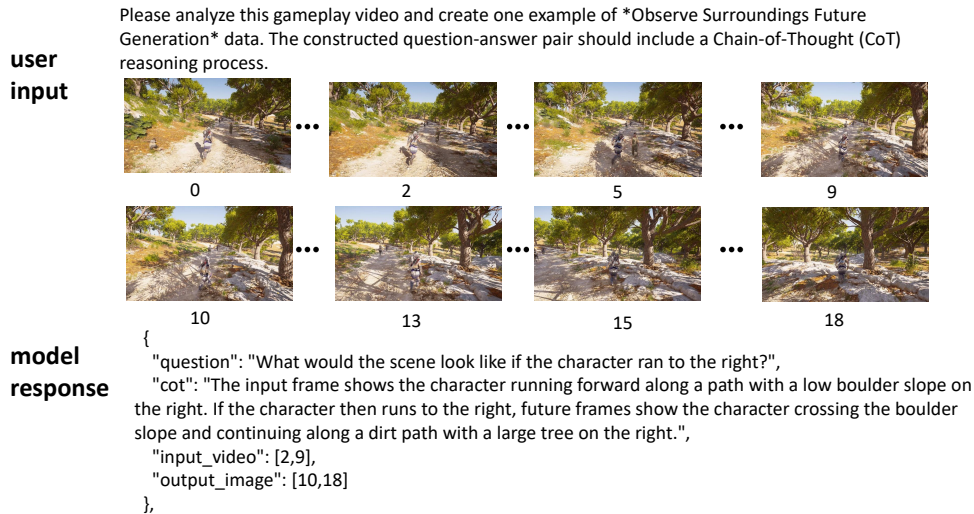 Please analyze this gameplay video and create one example of *Observe Surroundings Future
Generation* data. The constructed question-answer pair should include a Chain-of-Thought (CoT)
reasoning process.
user
input
••• ••• •••
0 2 5 9
••• ••• •••
10 13 15 18
model
response
{
"question": "What would the scene look like if the character ran to the right?",
"cot": "The input frame shows the character running forward along a path with a low boulder slope on
the right. If the character then runs to the right, future frames show the character crossing the boulder
slope and continuing along a dirt path with a large tree on the right.",
"input_video": [2,9],
"output_image": [10,18]
},